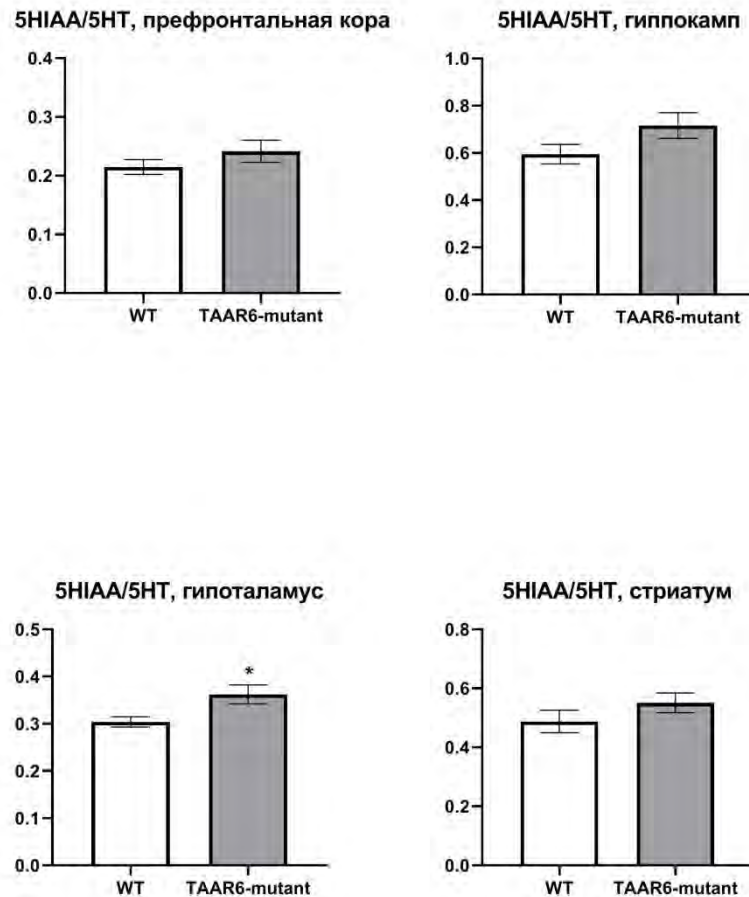 5HIAA/5HT, префронтальная кора
0.4
0.3
0.2
0.1
0.0
WT TAAR6-mutant
5HIAA/5HT, гиппокамп
1.0
0.8
0.6
0.4
0.2
0.0
WT TAAR6-mutant
5HIAA/5HT, гипоталамус
0.5
0.4
0.3
0.2
0.1
0.0
*
WT TAAR6-mutant
5HIAA/5HT, стриатум
0.8
0.6
0.4
0.2
0.0
WT TAAR6-mutant